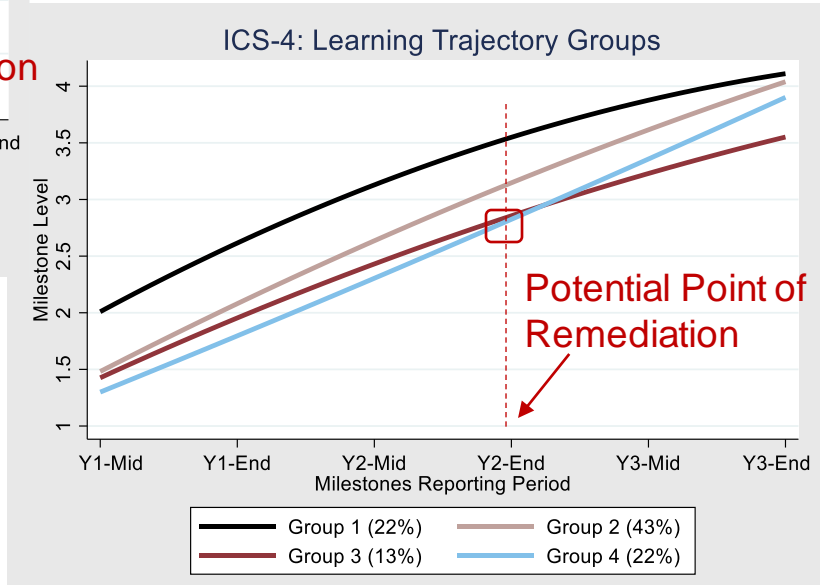 ICS-4: Learning Trajectory Groups
on
nd
Milestone Level
4
3.5
3
2.5
2
1.5
1
Potential Point of
Remediation
Y1-Mid Y1-End Y2-Mid Y2-End Y3-Mid Y3-End
Milestones Reporting Period
Group 1 (22%) Group 2 (43%)
Group 3 (13%) Group 4 (22%)